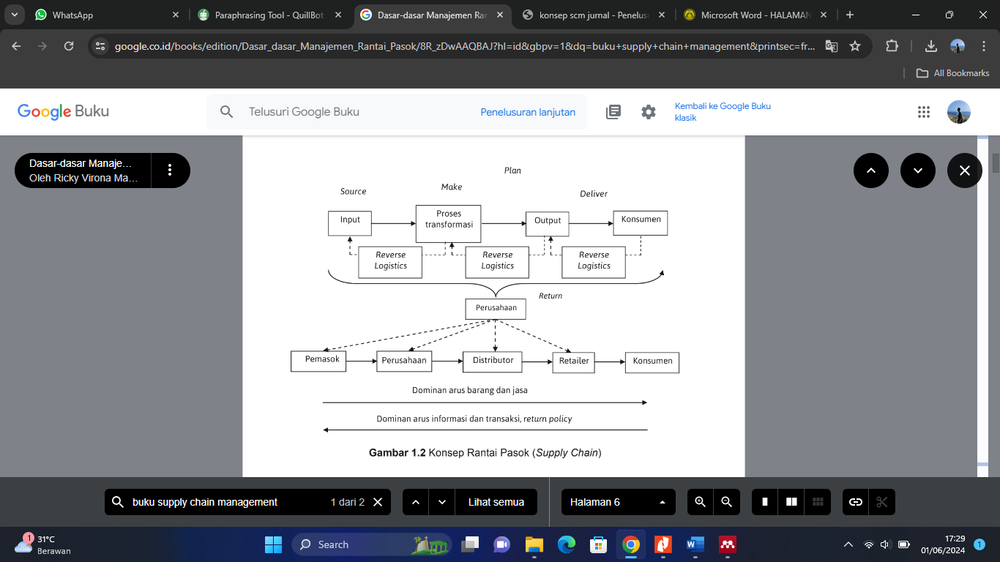 WhatsApp
Paraphrasing Tool - QuillBot
Dasar-dasar Manajemen Ran
konsep scm jurnal - Penelus
Microsoft Word - HALAMAN
google.co.id/books/edition/Dasar_dasar_Manajemen_Rantai_Pasok/8R_zDwAAQBAJ?hl=id&gbpv=1&dq=buku+supply+chain+management&printsec=fr...
All Bookmarks
Google Buku
Telusuri Google Buku
Penelusuran lanjutan
Kembali ke Google Buku
klasik
Dasar-dasar Manaje...
Oleh Ricky Virona Ma...
Plan
Source
Make
Deliver
Input
Proses
transformasi
Output
Konsumen
Reverse
Logistics
Reverse
Logistics
Reverse
Logistics
Return
Perusahaan
Pemasok
Perusahaan
Distributor
Retailer
Konsumen
Dominan arus barang dan jasa
Dominan arus informasi dan transaksi, return policy
Gambar 1.2 Konsep Rantai Pasok (Supply Chain)
buku supply chain management
1 dari 2
Lihat semua
Halaman 6
1
31°C
Berawan
Search
17:29
01/06/2024
1